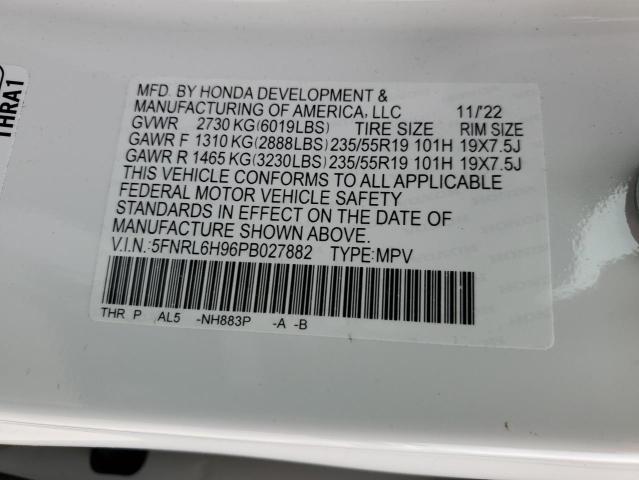 THRA1
MFD. BY HONDA DEVELOPMENT &
MANUFACTURING OF AMERICA, LLC 11/'22
GVWR 2730 KG(6019LBS) TIRE SIZE RIM SIZE
GAWR F 1310 KG(2888LBS) 235/55R19 101H 19X7.5J
GAWR R 1465 KG(3230LBS) 235/55R19 101H 19X7.5J
THIS VEHICLE CONFORMS TO ALL APPLICABLE
FEDERAL MOTOR VEHICLE SAFETY
STANDARDS IN EFFECT ON THE DATE OF
MANUFACTURE SHOWN ABOVE.
V.I.N.:5FNRL6H96PB027882 TYPE:MPV
THR P AL5 -NH883P -A -B